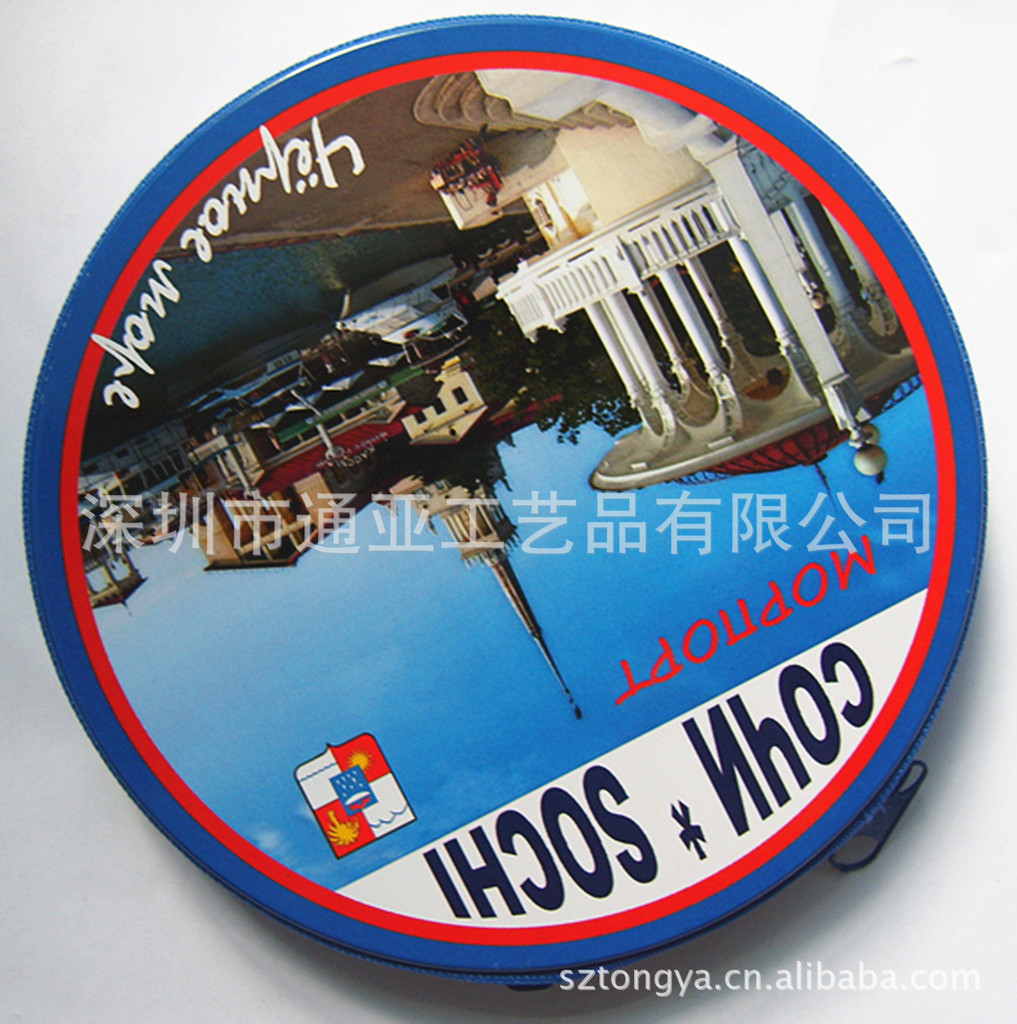 СОЧИ * SOCHI
МОРПОРТ
Чёрное море
深圳市通亚工艺品有限公司
sztongya.cn.alibaba.com